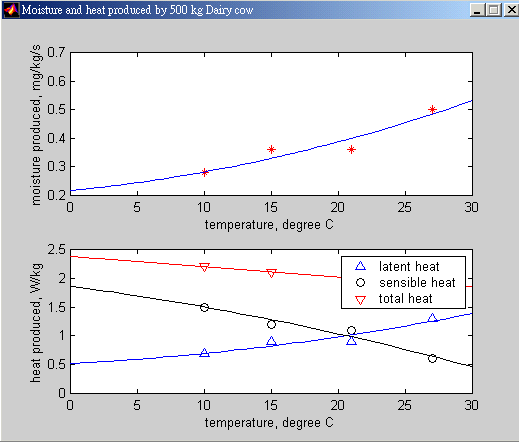 Moisture and heat produced by 500 kg Dairy cow
0.7
0.6
0.5
0.4
0.3
0.2
moisture produced, mg/kg/s
0 5 10 15 20 25 30
temperature, degree C
2.5
2
1.5
1
0.5
0
heat produced, W/kg
latent heat
sensible heat
total heat
0 5 10 15 20 25 30
temperature, degree C